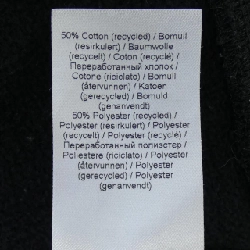 50% Cotton (recycled) / Bomull
(resirkulert) / Baumwolle
(recycelt) / Coton (recyclé) /
Переработанный хлопок /
Cotone (riciclato) / Bomull
(återvunnen) / Katoen
(gerecycled) / Bomuld
(genanvendt)
50% Polyester (recycled) /
Polyester (resirkulert) / Polyester
(recycelt) / Polyester (recyclé) /
Переработанный полиэстер /
Poliestere (riciclato) / Polyester
(återvunnen) / Polyester
(gerecycled) / Polyester
(genanvendt)